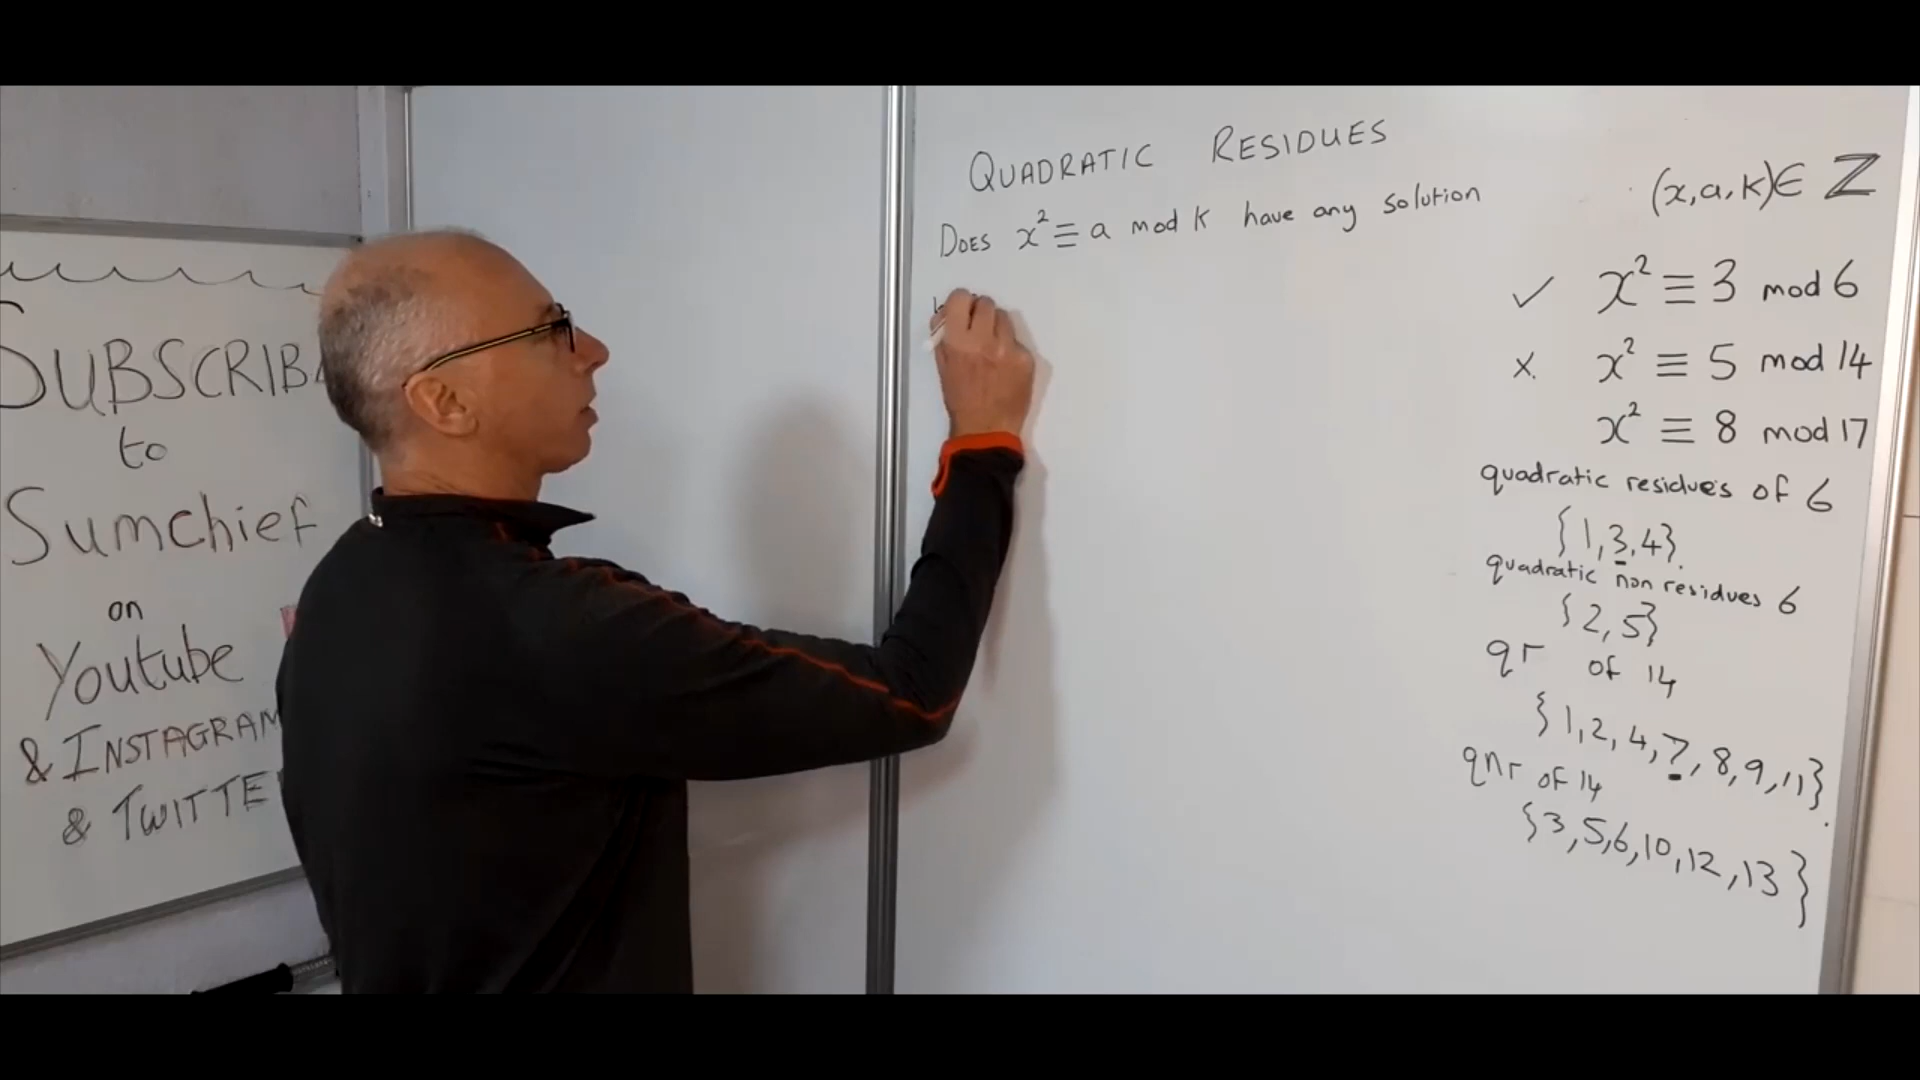 SUBSCRIB
to
Sumchief
on
Youtube
& INSTAGRAM
& TWITTE
QUADRATIC RESIDUES
DOES x² ≡ a mod K have any solution
(x,a,K)∈ ℤ
✓ x² ≡ 3 mod 6
x. x² ≡ 5 mod 14
x² ≡ 8 mod 17
quadratic residues of 6
{1,3,4}.
quadratic non residues 6
{2,5}
qr of 14
{1,2,4,7,8,9,11}.
qnr of 14
{3,5,6,10,12,13}